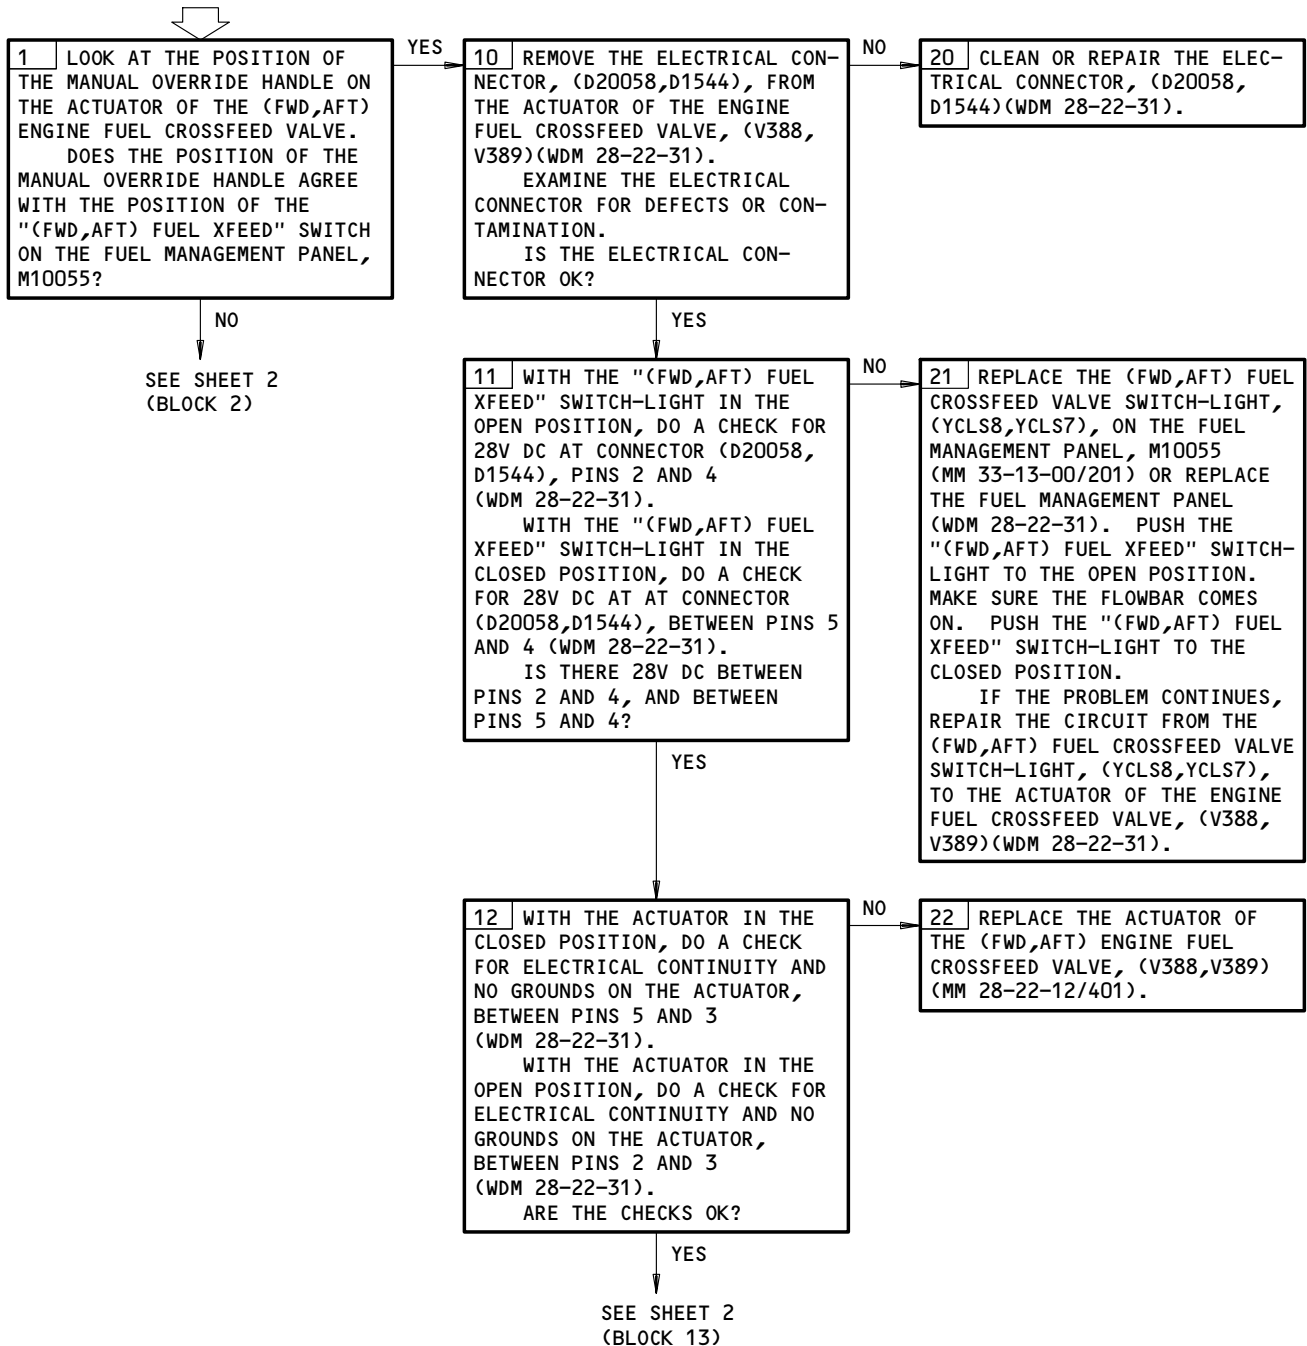 1 LOOK AT THE POSITION OF
THE MANUAL OVERRIDE HANDLE ON
THE ACTUATOR OF THE (FWD,AFT)
ENGINE FUEL CROSSFEED VALVE.
DOES THE POSITION OF THE
MANUAL OVERRIDE HANDLE AGREE
WITH THE POSITION OF THE
"(FWD,AFT) FUEL XFEED" SWITCH
ON THE FUEL MANAGEMENT PANEL,
M10055?
YES
NO
SEE SHEET 2
(BLOCK 2)
10 REMOVE THE ELECTRICAL CON-
NECTOR, (D20058,D1544), FROM
THE ACTUATOR OF THE ENGINE
FUEL CROSSFEED VALVE, (V388,
V389)(WDM 28-22-31).
EXAMINE THE ELECTRICAL
CONNECTOR FOR DEFECTS OR CON-
TAMINATION.
IS THE ELECTRICAL CON-
NECTOR OK?
NO
YES
20 CLEAN OR REPAIR THE ELEC-
TRICAL CONNECTOR, (D20058,
D1544)(WDM 28-22-31).
11 WITH THE "(FWD,AFT) FUEL
XFEED" SWITCH-LIGHT IN THE
OPEN POSITION, DO A CHECK FOR
28V DC AT CONNECTOR (D20058,
D1544), PINS 2 AND 4
(WDM 28-22-31).
WITH THE "(FWD,AFT) FUEL
XFEED" SWITCH-LIGHT IN THE
CLOSED POSITION, DO A CHECK
FOR 28V DC AT AT CONNECTOR
(D20058,D1544), BETWEEN PINS 5
AND 4 (WDM 28-22-31).
IS THERE 28V DC BETWEEN
PINS 2 AND 4, AND BETWEEN
PINS 5 AND 4?
NO
YES
21 REPLACE THE (FWD,AFT) FUEL
CROSSFEED VALVE SWITCH-LIGHT,
(YCLS8,YCLS7), ON THE FUEL
MANAGEMENT PANEL, M10055
(MM 33-13-00/201) OR REPLACE
THE FUEL MANAGEMENT PANEL
(WDM 28-22-31). PUSH THE
"(FWD,AFT) FUEL XFEED" SWITCH-
LIGHT TO THE OPEN POSITION.
MAKE SURE THE FLOWBAR COMES
ON. PUSH THE "(FWD,AFT) FUEL
XFEED" SWITCH-LIGHT TO THE
CLOSED POSITION.
IF THE PROBLEM CONTINUES,
REPAIR THE CIRCUIT FROM THE
(FWD,AFT) FUEL CROSSFEED VALVE
SWITCH-LIGHT, (YCLS8,YCLS7),
TO THE ACTUATOR OF THE ENGINE
FUEL CROSSFEED VALVE, (V388,
V389)(WDM 28-22-31).
12 WITH THE ACTUATOR IN THE
CLOSED POSITION, DO A CHECK
FOR ELECTRICAL CONTINUITY AND
NO GROUNDS ON THE ACTUATOR,
BETWEEN PINS 5 AND 3
(WDM 28-22-31).
WITH THE ACTUATOR IN THE
OPEN POSITION, DO A CHECK FOR
ELECTRICAL CONTINUITY AND NO
GROUNDS ON THE ACTUATOR,
BETWEEN PINS 2 AND 3
(WDM 28-22-31).
ARE THE CHECKS OK?
NO
YES
22 REPLACE THE ACTUATOR OF
THE (FWD,AFT) ENGINE FUEL
CROSSFEED VALVE, (V388,V389)
(MM 28-22-12/401).
SEE SHEET 2
(BLOCK 13)